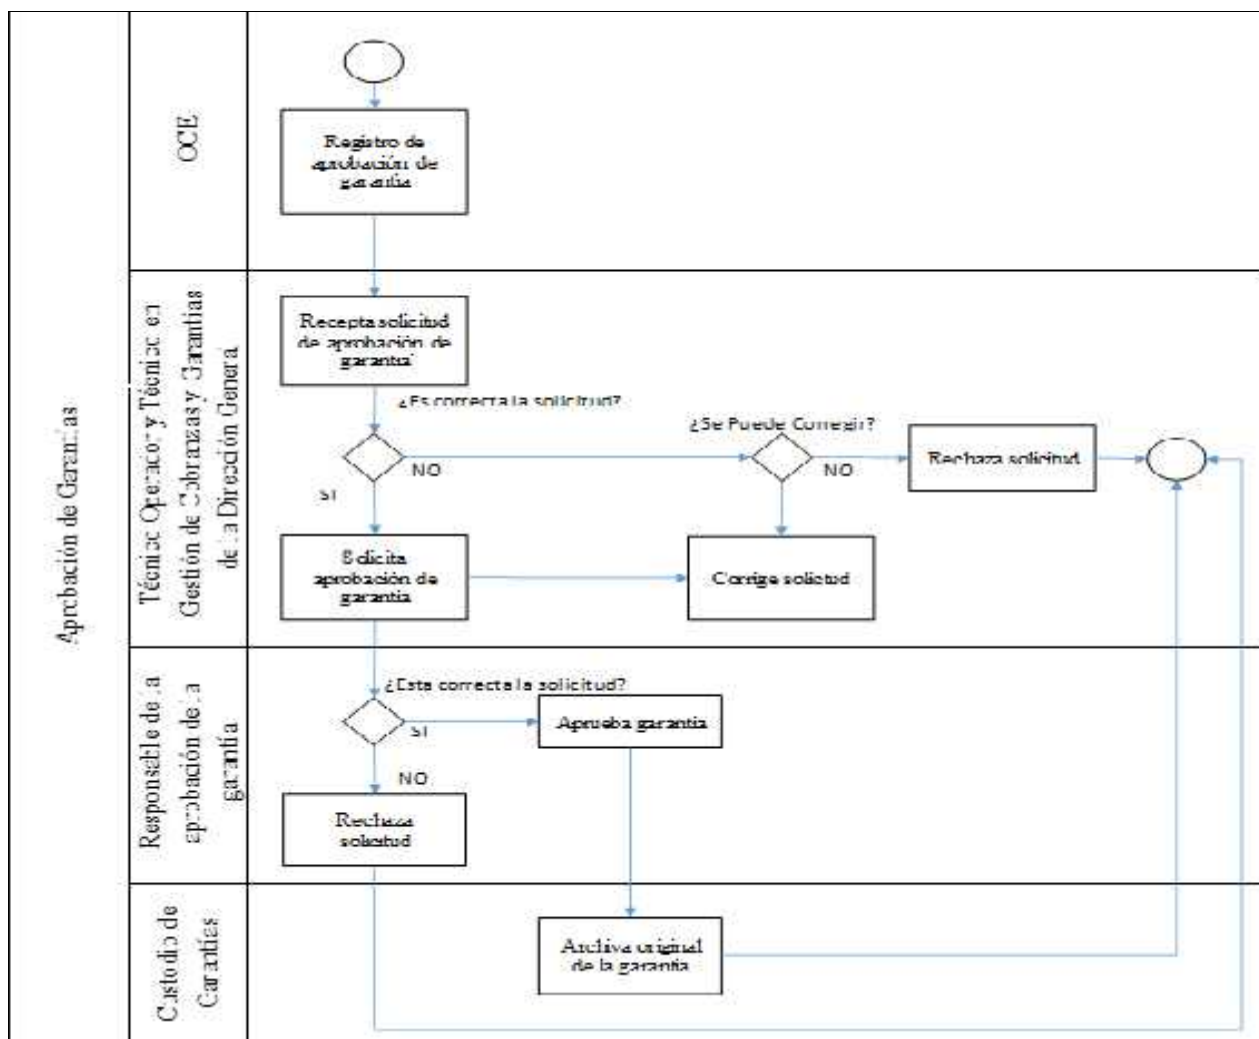 Aprobación de Garantías
OCE
Registro de
aprobación de
garantía
Técnico Operador y Técnico en
Gestión de Cobranzas y Garantías
de la Dirección General
Recepta solicitud
de aprobación de
garantía
¿Es correcta la solicitud?
NO
SI
¿Se Puede Corregir?
NO
Rechaza solicitud
Solicita
aprobación de
garantía
Corrige solictud
Responsable de la
aprobación de la
garantía
¿Esta correcta la solicitud?
SI
Aprueba garantía
NO
Rechaza
solicitud
Custodio de
Garantías
Archiva original
de la garantía